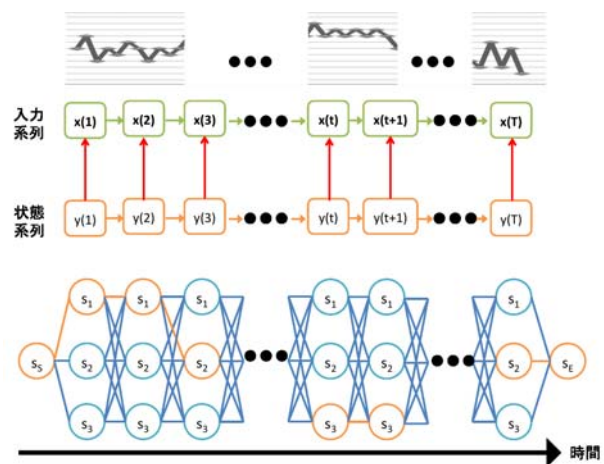 入力
系列
x(1) x(2) x(3) x(t) x(t+1) x(T)
状態
系列
y(1) y(2) y(3) y(t) y(t+1) y(T)
S1 S1 S1 S1 S1 S1
SS S2 S2 S2 S2 S2 S2 SE
S3 S3 S3 S3 S3 S3
時間